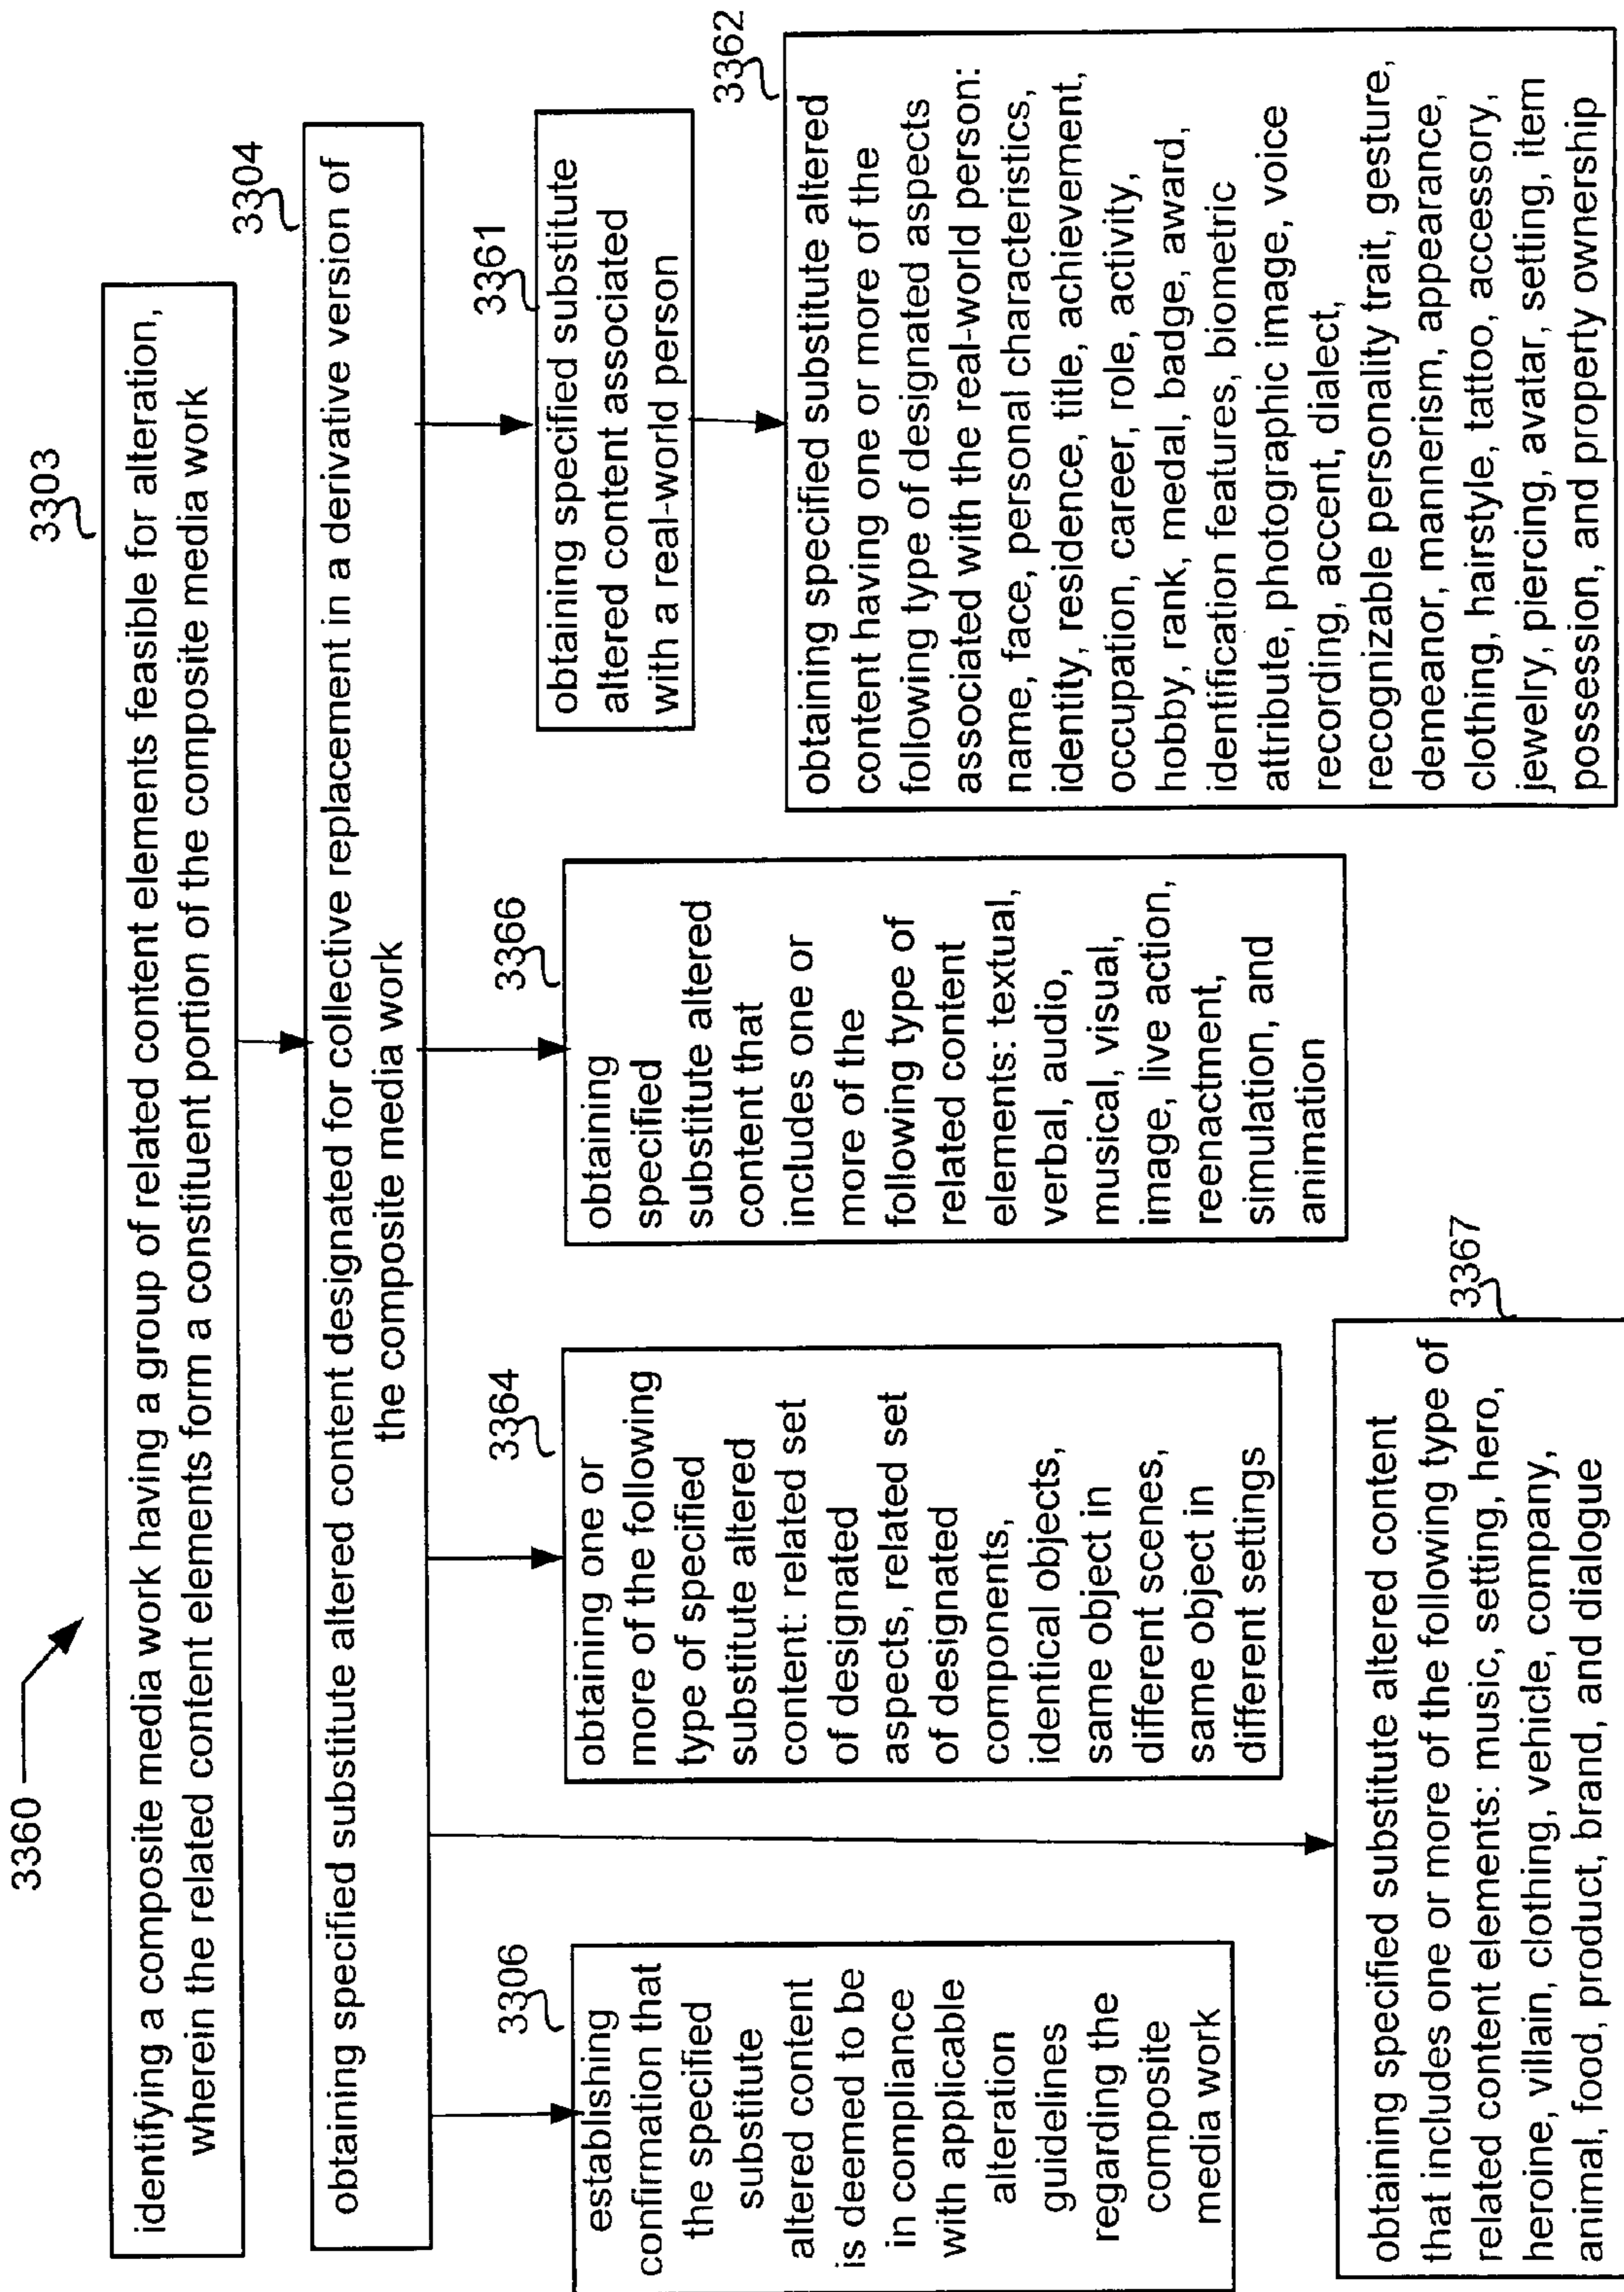 3360
3303
identifying a composite media work having a group of related content elements feasible for alteration,
wherein the related content elements form a constituent portion of the composite media work
3304
obtaining specified substitute altered content designated for collective replacement in a derivative version of
the composite media work
3306
establishing
confirmation that
the specified
substitute
altered content
is deemed to be
in compliance
with applicable
alteration
guidelines
regarding the
composite
media work
3364
obtaining one or
more of the following
type of specified
substitute altered
content: related set
of designated
aspects, related set
of designated
components,
identical objects,
same object in
different scenes,
same object in
different settings
3366
obtaining
specified
substitute altered
content that
includes one or
more of the
following type of
related content
elements: textual,
verbal, audio,
musical, visual,
image, live action,
reenactment,
simulation, and
animation
3361
obtaining specified substitute
altered content associated
with a real-world person
3362
obtaining specified substitute altered
content having one or more of the
following type of designated aspects
associated with the real-world person:
name, face, personal characteristics,
identity, residence, title, achievement,
occupation, career, role, activity,
hobby, rank, medal, badge, award,
identification features, biometric
attribute, photographic image, voice
recording, accent, dialect,
recognizable personality trait, gesture,
demeanor, mannerism, appearance,
clothing, hairstyle, tattoo, accessory,
jewelry, piercing, avatar, setting, item
possession, and property ownership
3367
obtaining specified substitute altered content
that includes one or more of the following type of
related content elements: music, setting, hero,
heroine, villain, clothing, vehicle, company,
animal, food, product, brand, and dialogue